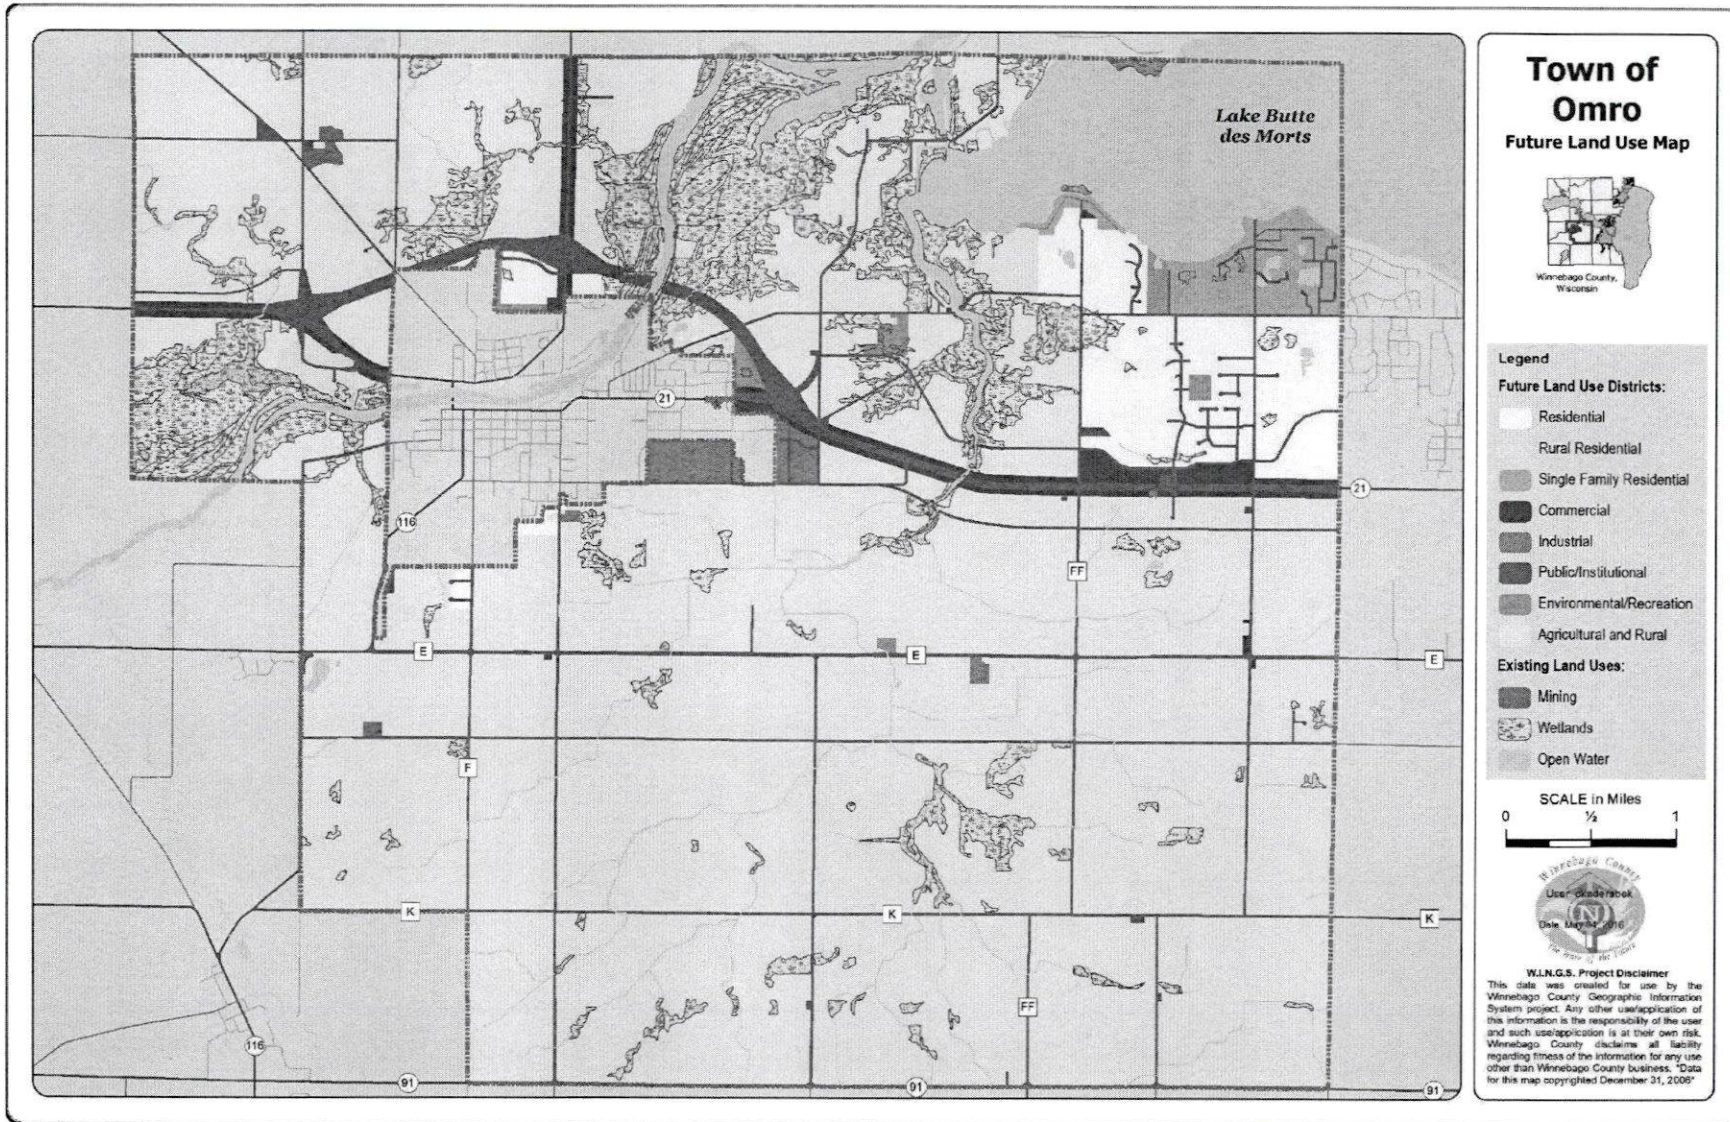 Lake Butte
des Morts
21
116
21
FF
E
E
E
F
K
K
K
FF
116
91
91
91
Town of
Omro
Future Land Use Map
Winnebago County,
Wisconsin
Legend
Future Land Use Districts:
Residential
Rural Residential
Single Family Residential
Commercial
Industrial
Public/Institutional
Environmental/Recreation
Agricultural and Rural
Existing Land Uses:
Mining
Wetlands
Open Water
SCALE in Miles
0 ½ 1
Winnebago County
User:
N
Date: May 2016
W.I.N.G.S. Project Disclaimer
This data was created for use by the
Winnebago County Geographic Information
System project. Any other use/application of
this information is the responsibility of the user
and such use/application is at their own risk.
Winnebago County disclaims all liability
regarding fitness of the information for any use
other than Winnebago County business. "Data
for this map copyrighted December 31, 2006"